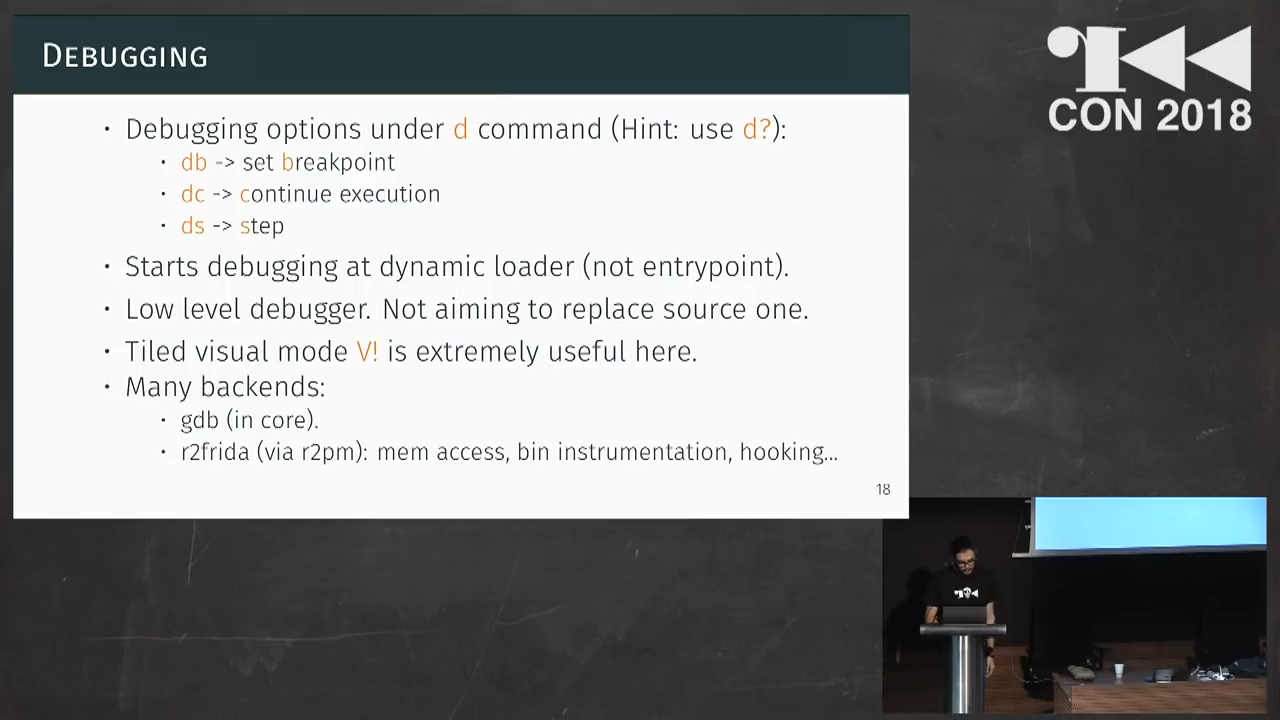 DEBUGGING
· Debugging options under d command (Hint: use d?):
· db -> set breakpoint
· dc -> continue execution
· ds -> step
· Starts debugging at dynamic loader (not entrypoint).
· Low level debugger. Not aiming to replace source one.
· Tiled visual mode V! is extremely useful here.
· Many backends:
· gdb (in core).
· r2frida (via r2pm): mem access, bin instrumentation, hooking...
18
CON 2018